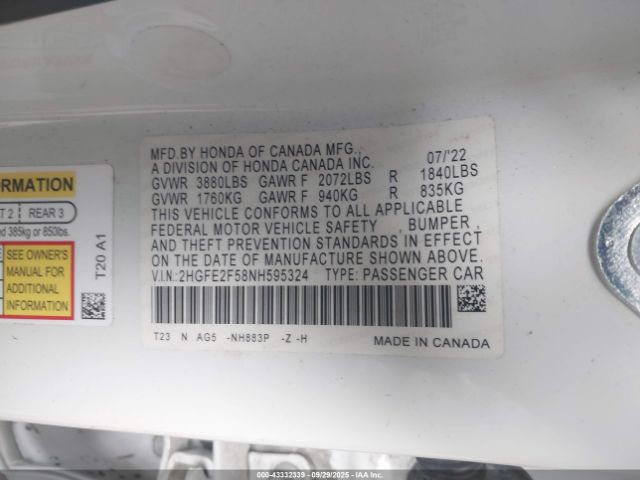 MFD.BY HONDA OF CANADA MFG., 07/'22
A DIVISION OF HONDA CANADA INC.
GVWR 3880LBS GAWR F 2072LBS R 1840LBS
GVWR 1760KG GAWR F 940KG R 835KG
THIS VEHICLE CONFORMS TO ALL APPLICABLE
FEDERAL MOTOR VEHICLE SAFETY , BUMPER ,
AND THEFT PREVENTION STANDARDS IN EFFECT
ON THE DATE OF MANUFACTURE SHOWN ABOVE.
V.I.N:2HGFE2F58NH595324 TYPE: PASSENGER CAR
T23 N AG5 -NH883P -Z -H MADE IN CANADA
FORMATION
T 2 REAR 3
ed 385kg or 850lbs.
SEE OWNER'S
MANUAL FOR
ADDITIONAL
INFORMATION
T20 A1
000-43332339 - 09/29/2025 - IAA Inc.